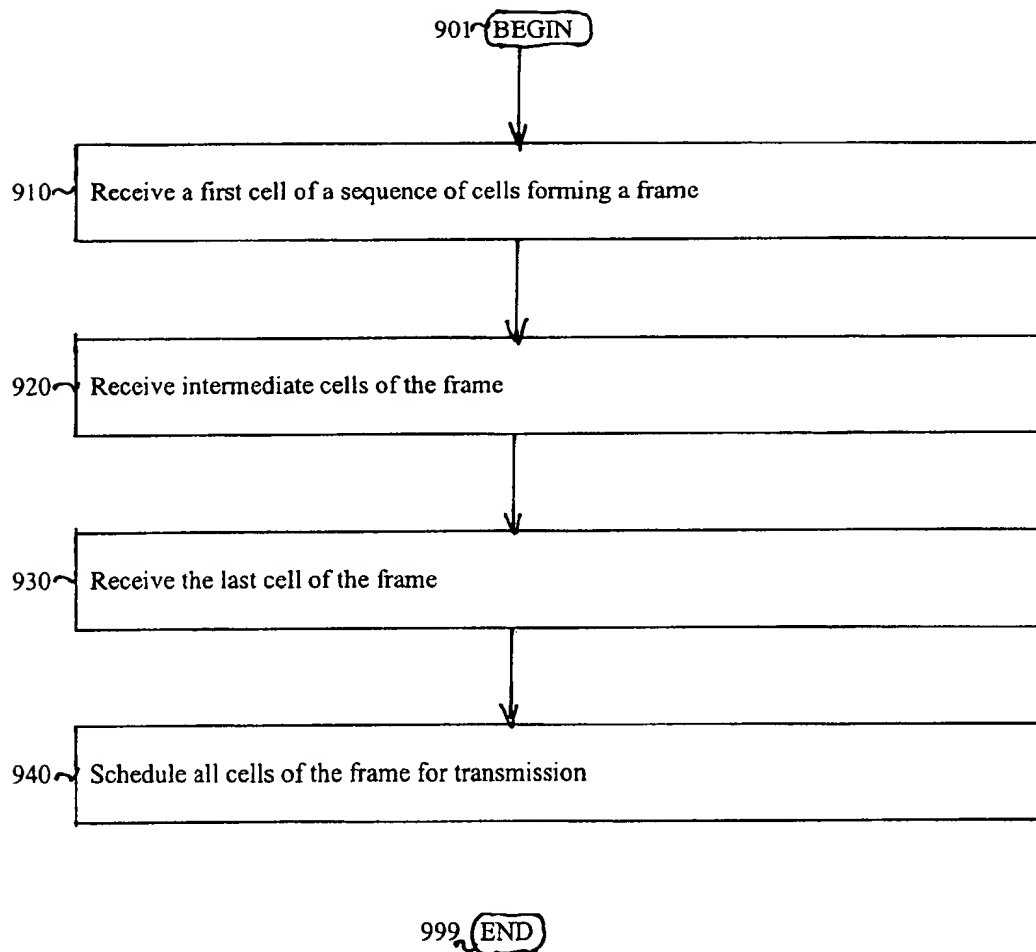 901 BEGIN
910 Receive a first cell of a sequence of cells forming a frame
920 Receive intermediate cells of the frame
930 Receive the last cell of the frame
940 Schedule all cells of the frame for transmission
999 END